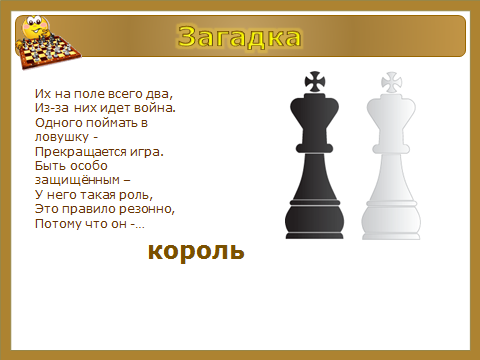 Загадка
Их на поле всего два,
Из-за них идет война.
Одного поймать в
ловушку -
Прекращается игра.
Быть особо
защищённым –
У него такая роль,
Это правило резонно,
Потому что он -…
король